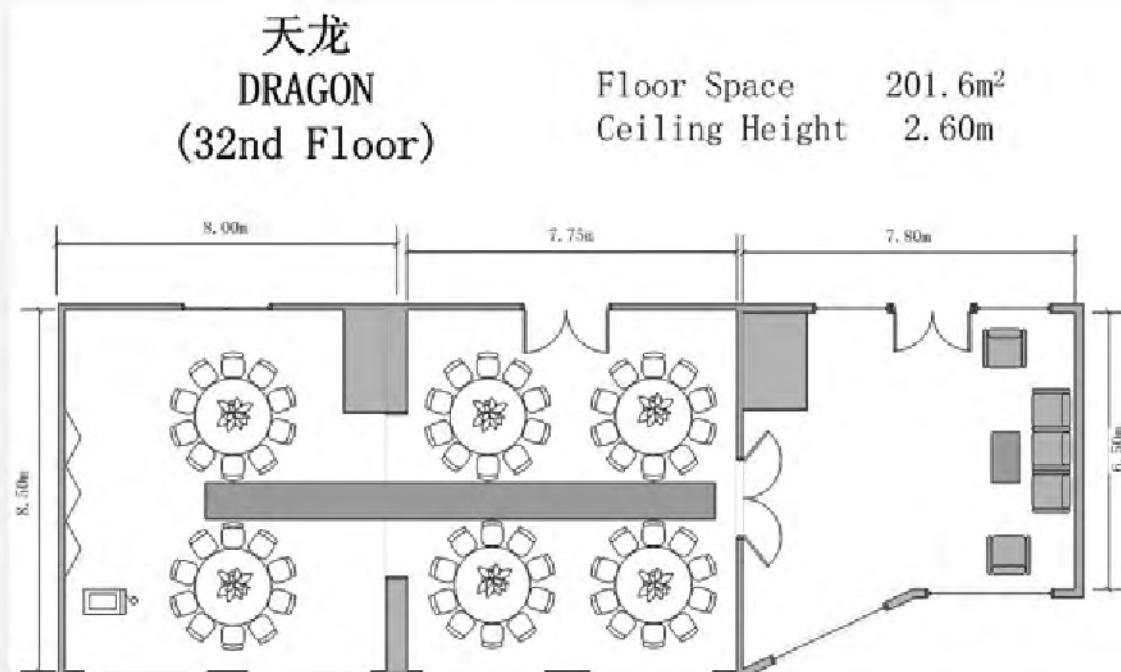 天龙
DRAGON
(32nd Floor)
Floor Space 201.6m²
Ceiling Height 2.60m
8.00m
7.75m
7.80m
8.50m
6.50m